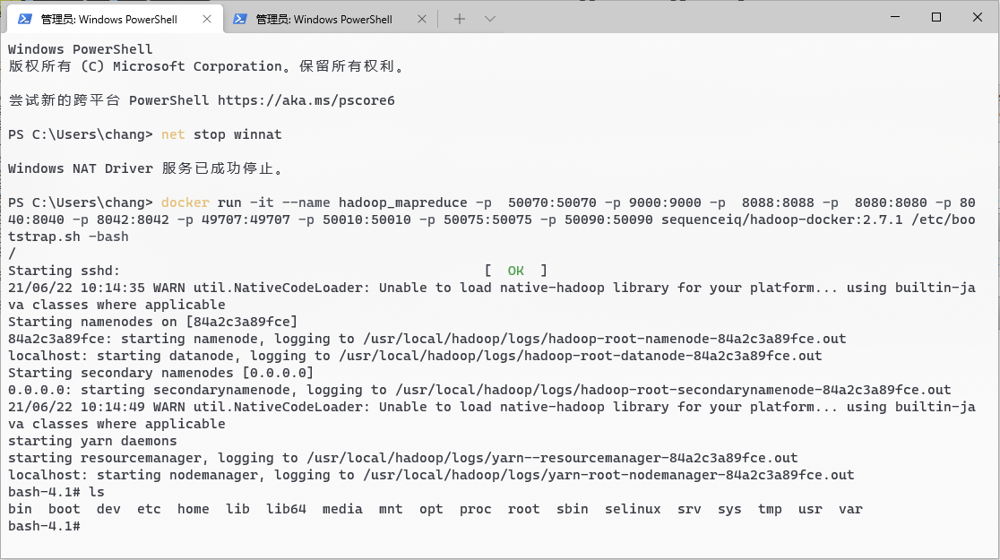 管理员: Windows PowerShell
管理员: Windows PowerShell
Windows PowerShell
版权所有 (C) Microsoft Corporation。保留所有权利。
尝试新的跨平台 PowerShell https://aka.ms/pscore6
PS C:\Users\chang> net stop winnat
Windows NAT Driver 服务已成功停止。
PS C:\Users\chang> docker run -it --name hadoop_mapreduce -p  50070:50070 -p 9000:9000 -p  8088:8088 -p  8080:8080 -p 80
40:8040 -p 8042:8042 -p 49707:49707 -p 50010:50010 -p 50075:50075 -p 50090:50090 sequenceiq/hadoop-docker:2.7.1 /etc/boo
tstrap.sh -bash
/
Starting sshd:                                             [  OK  ]
21/06/22 10:14:35 WARN util.NativeCodeLoader: Unable to load native-hadoop library for your platform... using builtin-ja
va classes where applicable
Starting namenodes on [84a2c3a89fce]
84a2c3a89fce: starting namenode, logging to /usr/local/hadoop/logs/hadoop-root-namenode-84a2c3a89fce.out
localhost: starting datanode, logging to /usr/local/hadoop/logs/hadoop-root-datanode-84a2c3a89fce.out
Starting secondary namenodes [0.0.0.0]
0.0.0.0: starting secondarynamenode, logging to /usr/local/hadoop/logs/hadoop-root-secondarynamenode-84a2c3a89fce.out
21/06/22 10:14:49 WARN util.NativeCodeLoader: Unable to load native-hadoop library for your platform... using builtin-ja
va classes where applicable
starting yarn daemons
starting resourcemanager, logging to /usr/local/hadoop/logs/yarn--resourcemanager-84a2c3a89fce.out
localhost: starting nodemanager, logging to /usr/local/hadoop/logs/yarn-root-nodemanager-84a2c3a89fce.out
bash-4.1# ls
bin  boot  dev  etc  home  lib  lib64  media  mnt  opt  proc  root  sbin  selinux  srv  sys  tmp  usr  var
bash-4.1#